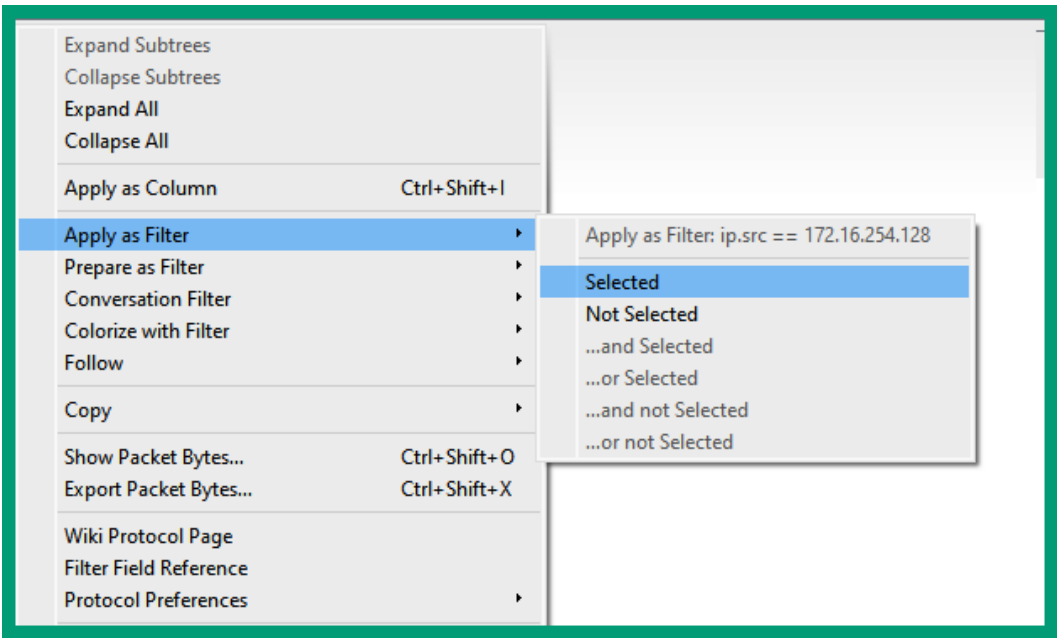 Expand Subtrees
Collapse Subtrees
Expand All
Collapse All
Apply as Column Ctrl+Shift+I
Apply as Filter
Prepare as Filter
Conversation Filter
Colorize with Filter
Follow
Copy
Show Packet Bytes... Ctrl+Shift+O
Export Packet Bytes... Ctrl+Shift+X
Wiki Protocol Page
Filter Field Reference
Protocol Preferences
Apply as Filter: ip.src == 172.16.254.128
Selected
Not Selected
...and Selected
...or Selected
...and not Selected
...or not Selected